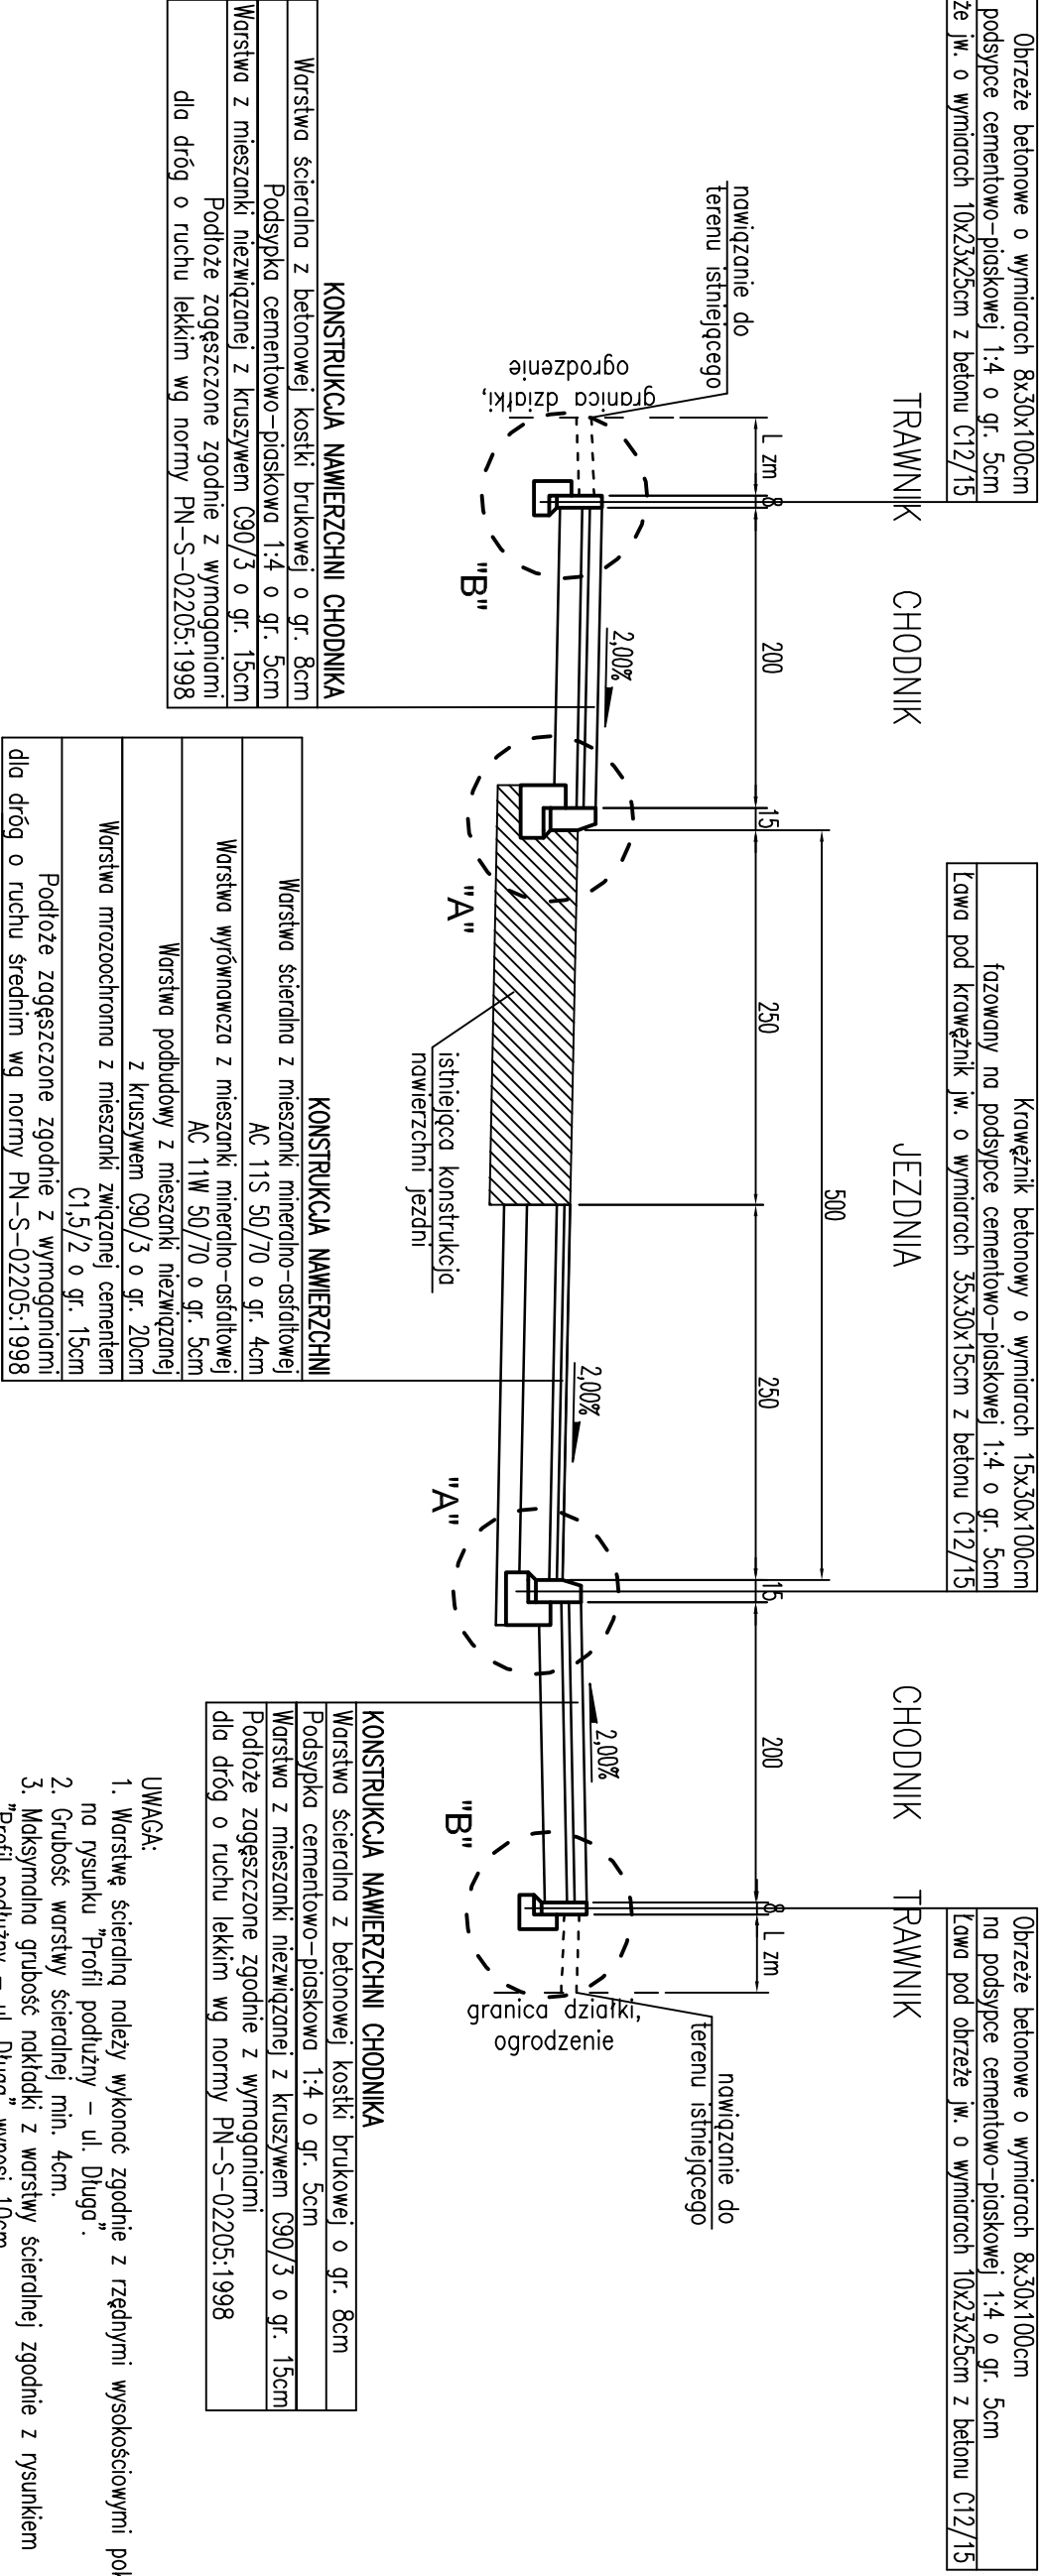 Obrzeże betonowe o wymiarach 8x30x100cm
podsypce cementowo-piaskowej 1:4 o gr. 5cm
że jw. o wymiarach 10x23x25cm z betonu C12/15
Krawężnik betonowy o wymiarach 15x30x100cm
fazowany na podsypce cementowo-piaskowej 1:4 o gr. 5cm
Ława pod krawężnik jw. o wymiarach 35x30x15cm z betonu C12/15
Obrzeże betonowe o wymiarach 8x30x100cm
na podsypce cementowo-piaskowej 1:4 o gr. 5cm
Ława pod obrzeże jw. o wymiarach 10x23x25cm z betonu C12/15
TRAWNIK
CHODNIK
JEZDNIA
CHODNIK
TRAWNIK
500
L zm
8
200
15
250
250
15
200
8
L zm
nawiązanie do
terenu istniejącego
nawiązanie do
terenu istniejącego
granica działki,
ogrodzenie
granica działki,
ogrodzenie
2,00%
2,00%
2,00%
"B"
"A"
"A"
"B"
istniejąca konstrukcja
nawierzchni jezdni
KONSTRUKCJA NAWIERZCHNI CHODNIKA
Warstwa ścieralna z betonowej kostki brukowej o gr. 8cm
Podsypka cementowo-piaskowa 1:4 o gr. 5cm
Warstwa z mieszanki niezwiązanej z kruszywem C90/3 o gr. 15cm
Podłoże zagęszczone zgodnie z wymaganiami
dla dróg o ruchu lekkim wg normy PN-S-02205:1998
KONSTRUKCJA NAWIERZCHNI
Warstwa ścieralna z mieszanki mineralno-asfaltowej
AC 11S 50/70 o gr. 4cm
Warstwa wyrównawcza z mieszanki mineralno-asfaltowej
AC 11W 50/70 o gr. 5cm
Warstwa podbudowy z mieszanki niezwiązanej
z kruszywem C90/3 o gr. 20cm
Warstwa mrozoochronna z mieszanki związanej cementem
C1,5/2 o gr. 15cm
Podłoże zagęszczone zgodnie z wymaganiami
dla dróg o ruchu średnim wg normy PN-S-02205:1998
KONSTRUKCJA NAWIERZCHNI CHODNIKA
Warstwa ścieralna z betonowej kostki brukowej o gr. 8cm
Podsypka cementowo-piaskowa 1:4 o gr. 5cm
Warstwa z mieszanki niezwiązanej z kruszywem C90/3 o gr. 15cm
Podłoże zagęszczone zgodnie z wymaganiami
dla dróg o ruchu lekkim wg normy PN-S-02205:1998
UWAGA:
1. Warstwę ścieralną należy wykonać zgodnie z rzędnymi wysokościowymi
na rysunku "Profil podłużny - ul. Długa".
2. Grubość warstwy ścieralnej min. 4cm.
3. Maksymalna grubość nakładki z warstwy ścieralnej zgodnie z rysunkiem
"Profil podłużny - ul. Długa" wynosi 10cm